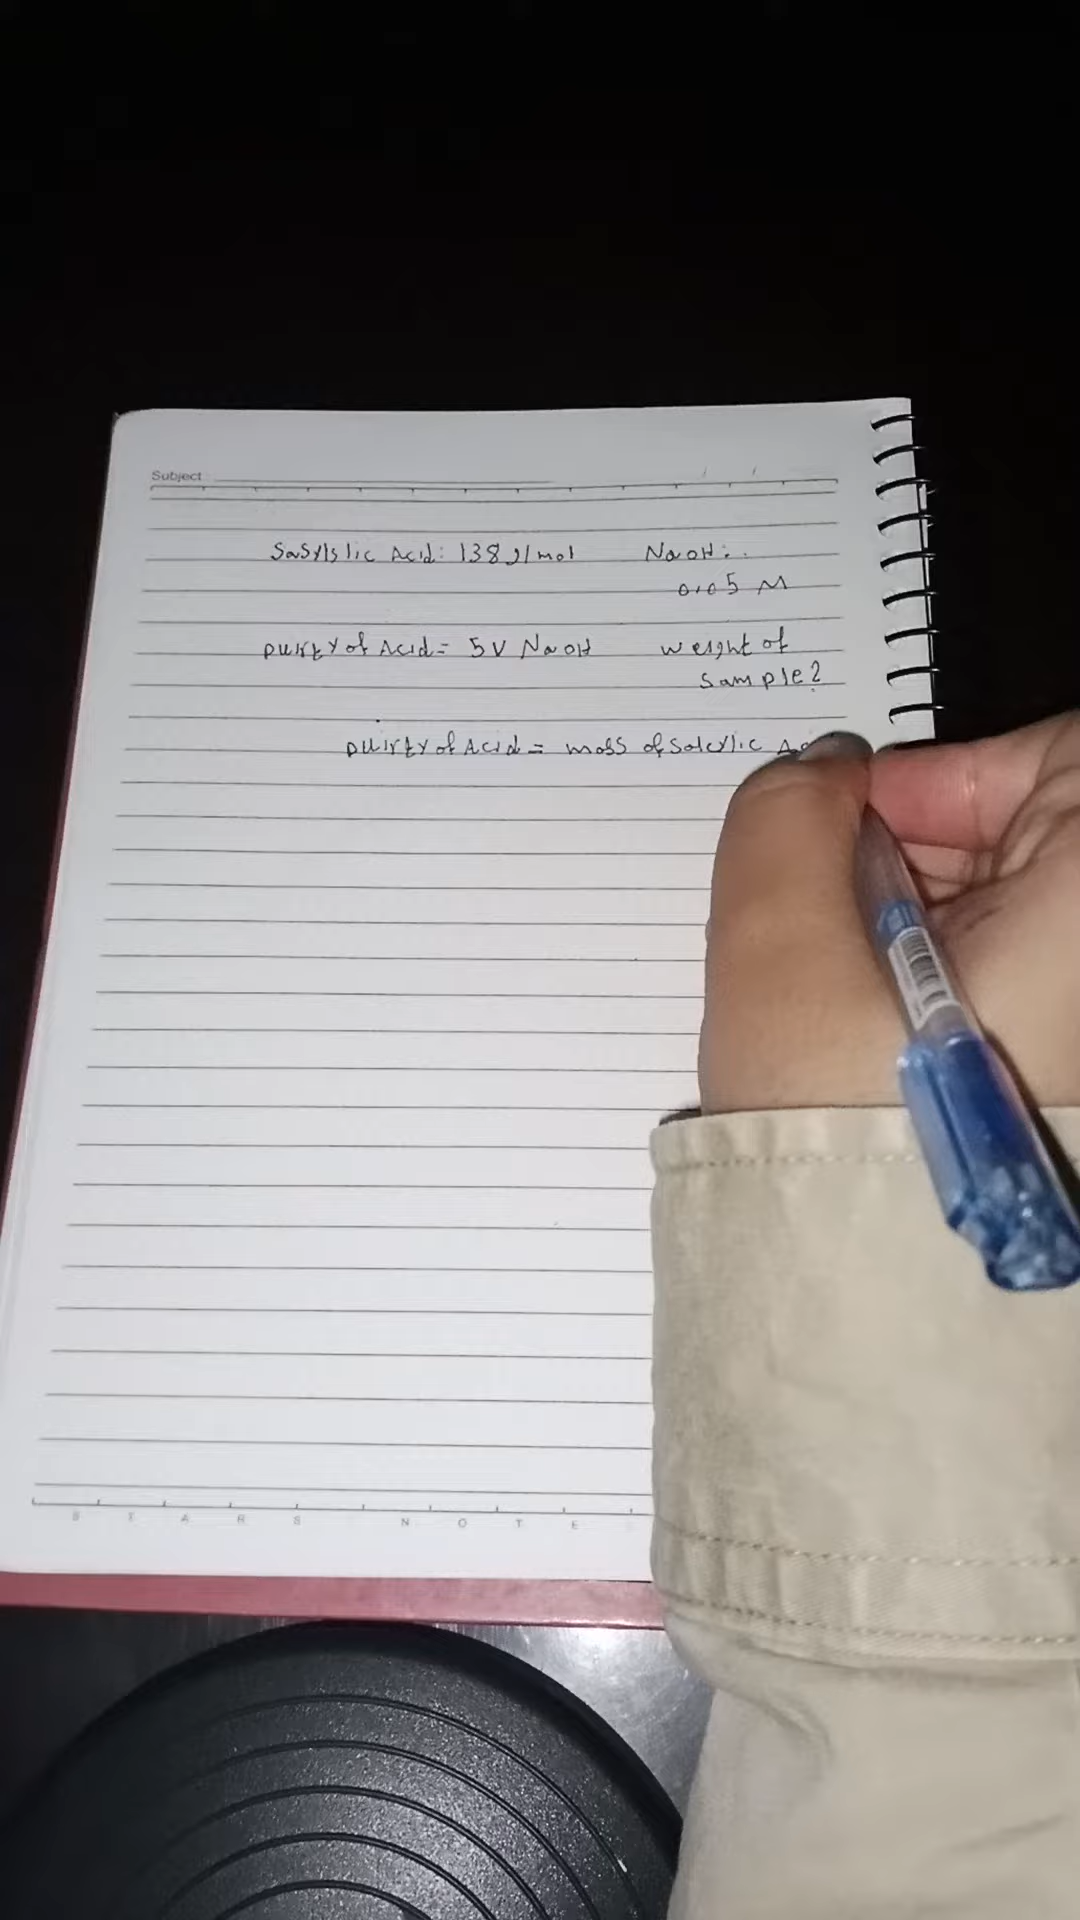 Subject
Sasylslic Acid: 138 g/mol NaOH:..
0.05 M
purity of Acid = 5V NaOH weight of
sample?
purity of Acid = mass of Salcylic Ac
B E A R S N O T E